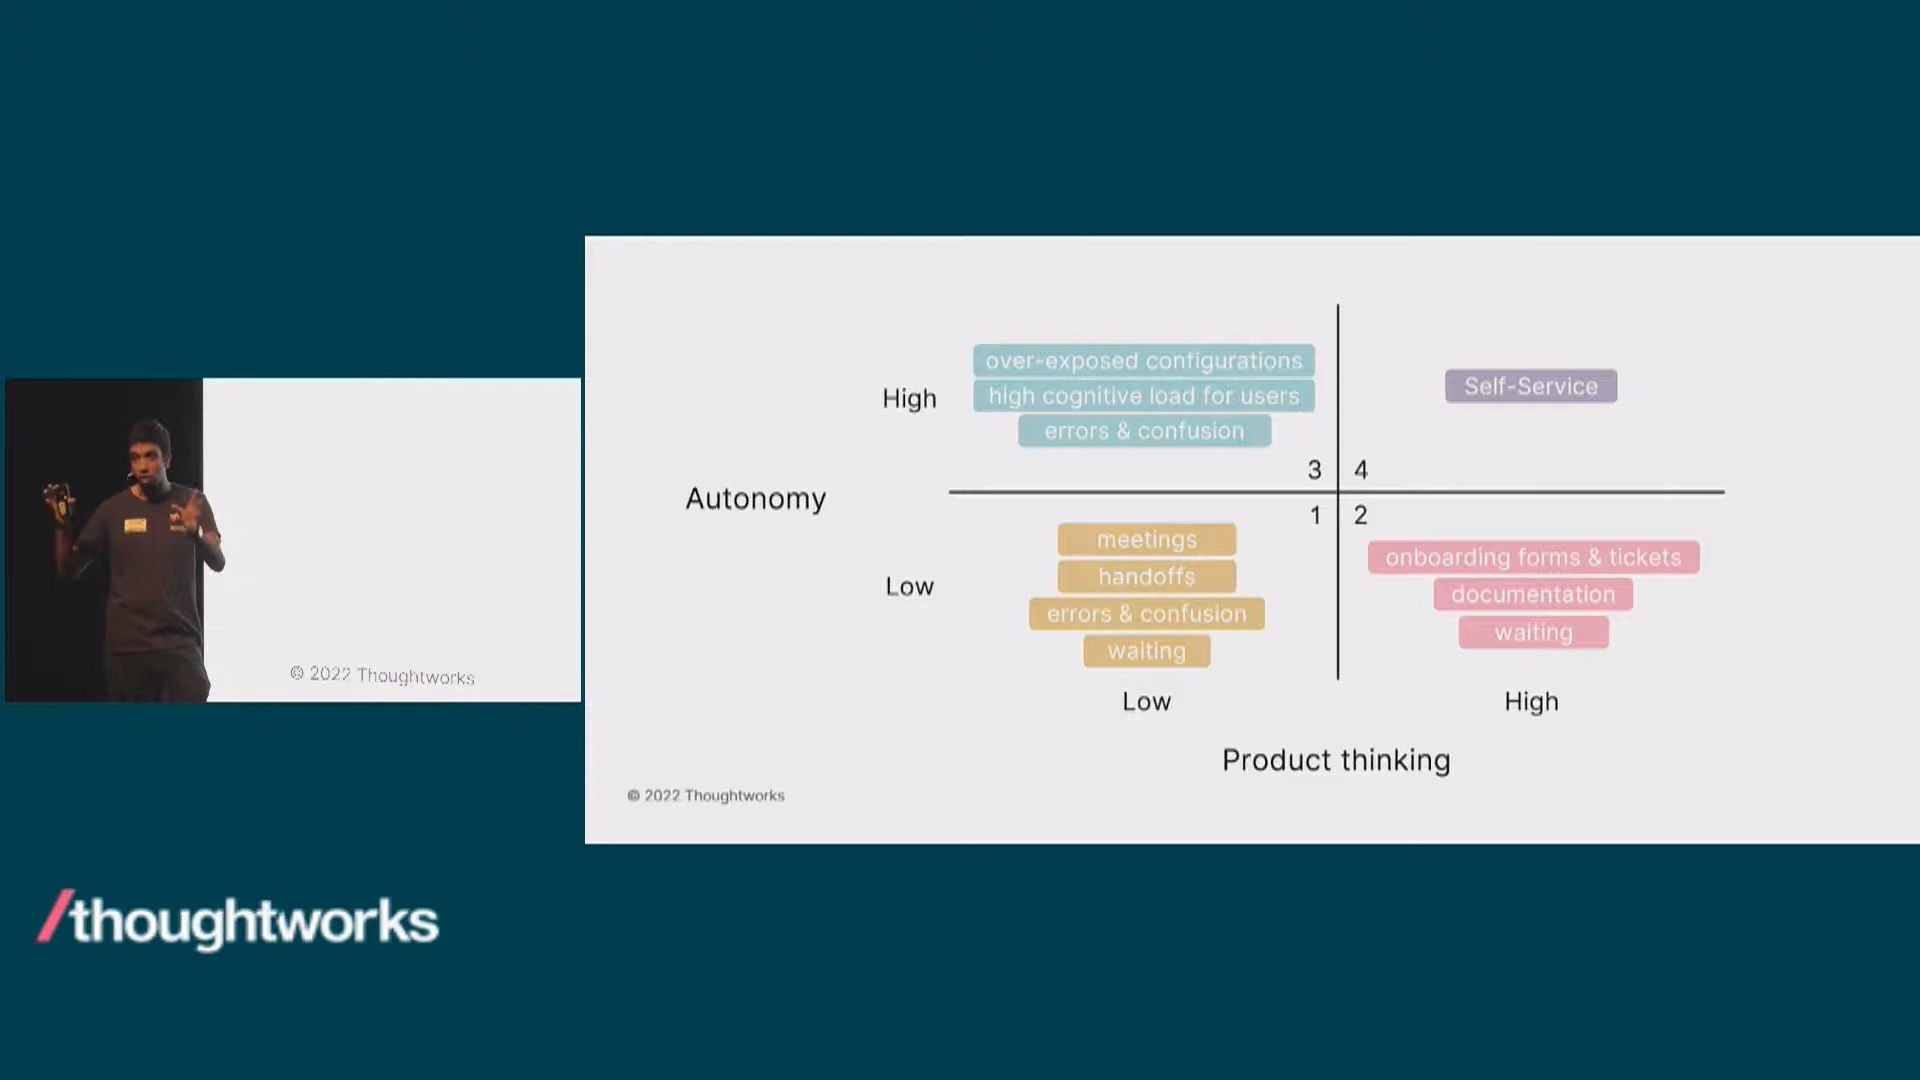 over-exposed configurations
high cognitive load for users
errors & confusion
Self-Service
High
3
4
Autonomy
1
2
meetings
handoffs
errors & confusion
waiting
onboarding forms & tickets
documentation
waiting
Low
Low
High
Product thinking
© 2022 Thoughtworks
© 2022 Thoughtworks
/thoughtworks